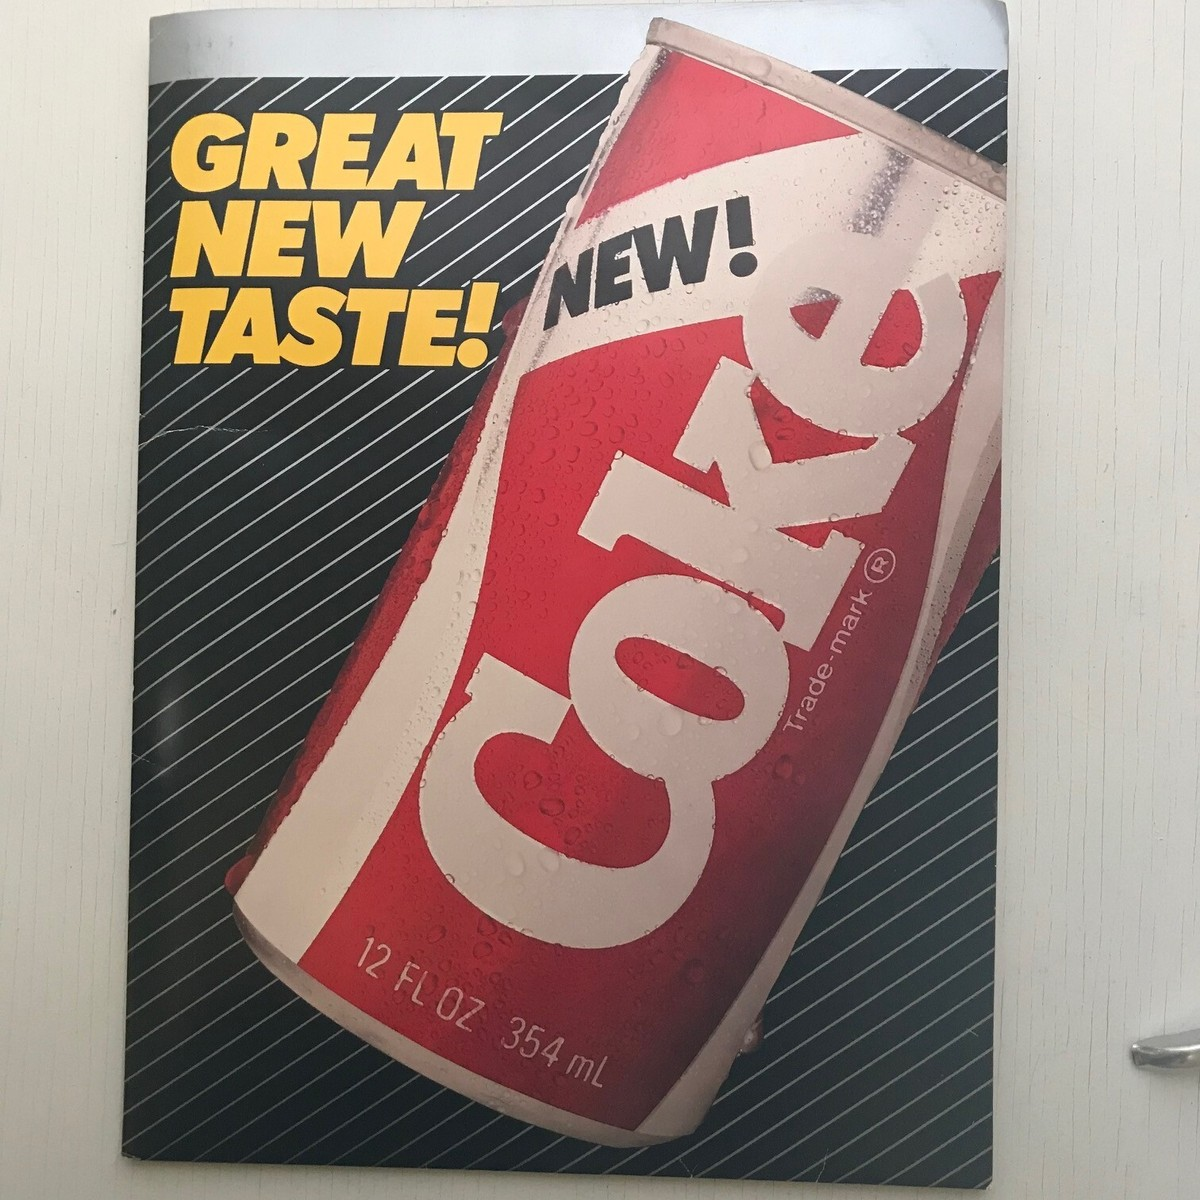 GREAT
NEW
TASTE!
NEW!
Coke
Trade-mark ®
12 FL OZ 354 mL